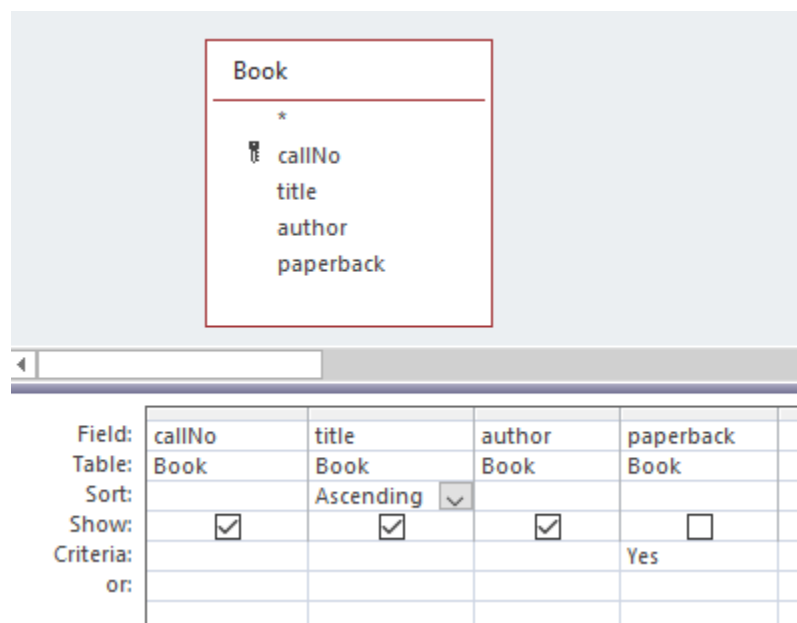 Book
*
callNo
title
author
paperback
Field: callNo title author paperback
Table: Book Book Book Book
Sort: Ascending
Show:
Criteria: Yes
or: